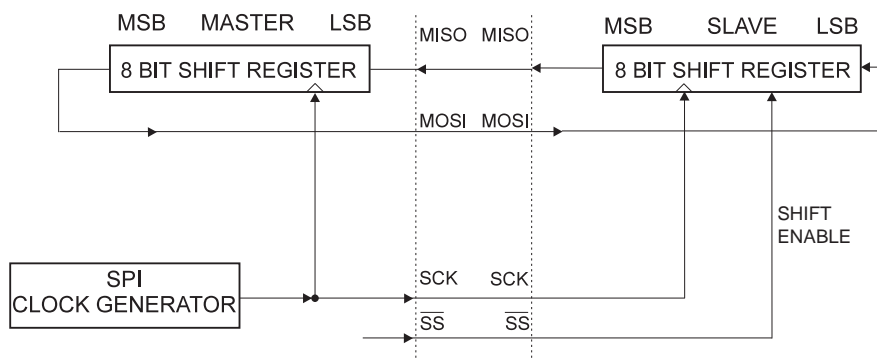 MSB MASTER LSB
MISO MISO
MSB SLAVE LSB
8 BIT SHIFT REGISTER
8 BIT SHIFT REGISTER
MOSI MOSI
SHIFT
ENABLE
SPI
CLOCK GENERATOR
SCK SCK
SS SS